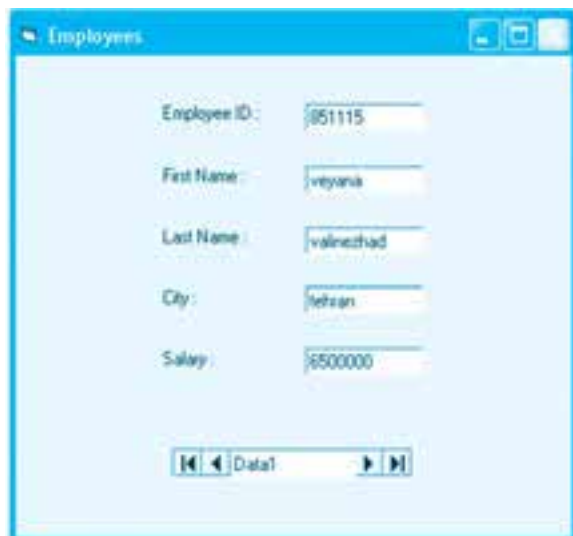 Employees
Employee ID : 851115
First Name : veyana
Last Name : valinezhad
City : tehran
Salary : 6500000
Data1